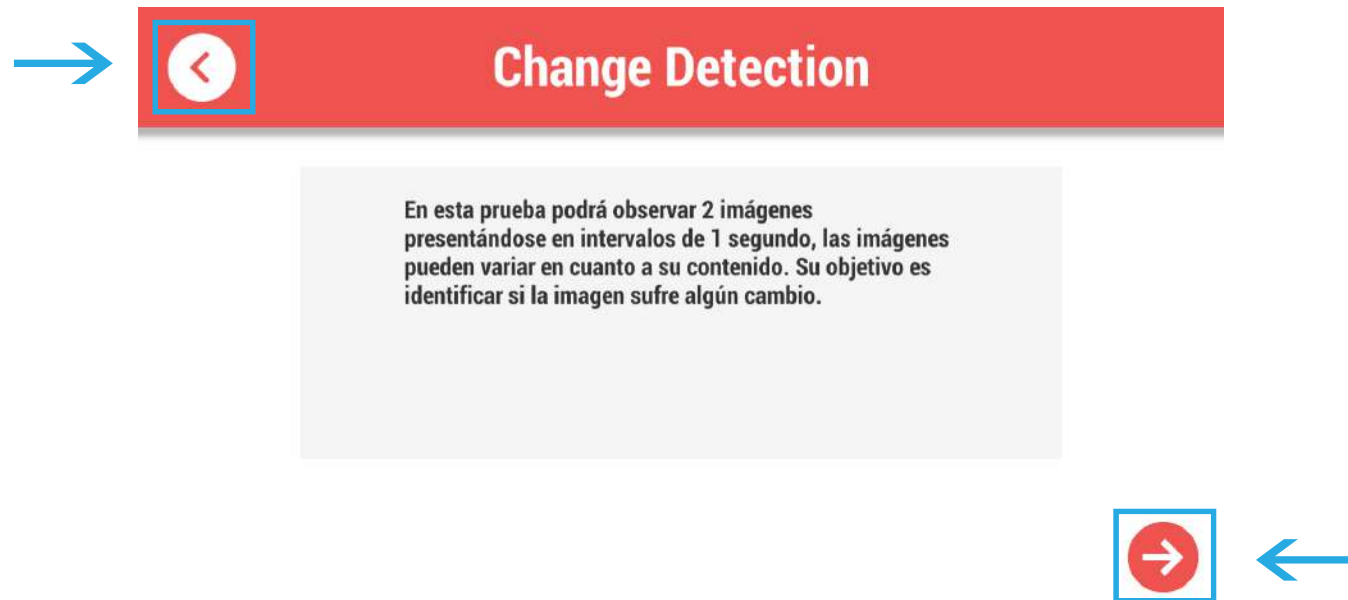 Change Detection
En esta prueba podrá observar 2 imágenes
presentándose en intervalos de 1 segundo, las imágenes
pueden variar en cuanto a su contenido. Su objetivo es
identificar si la imagen sufre algún cambio.